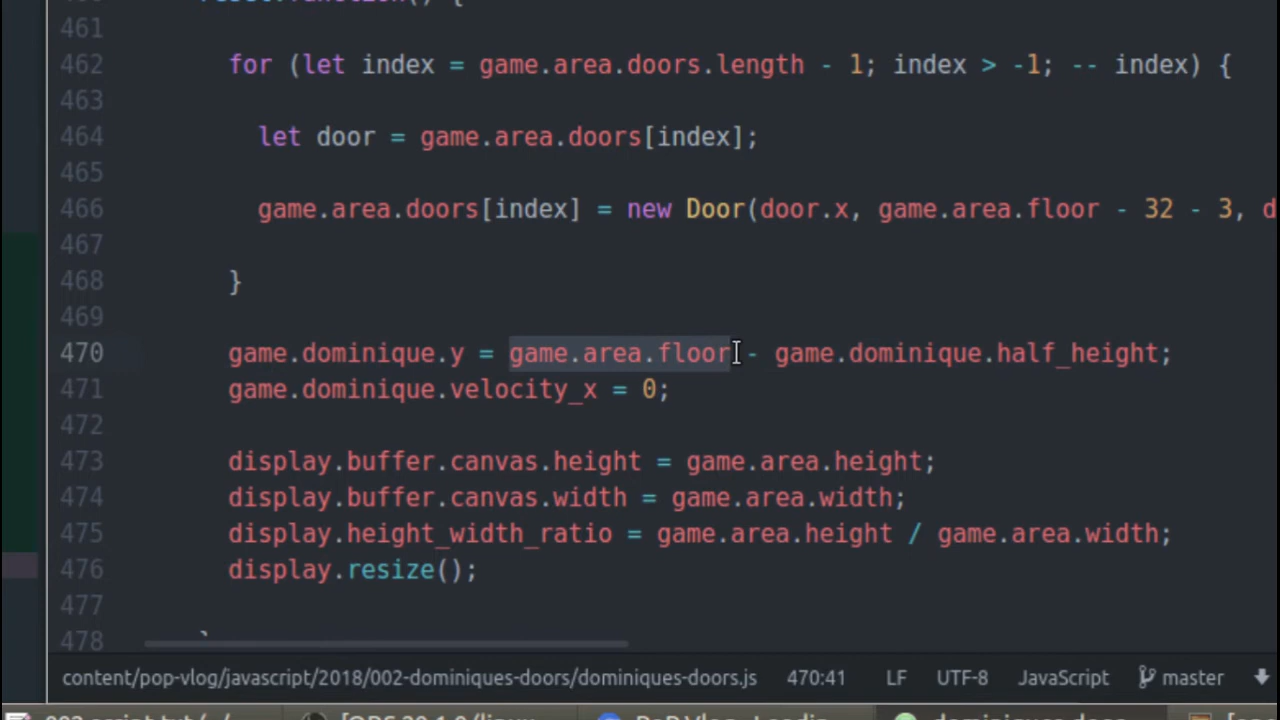 461
462 for (let index = game.area.doors.length - 1; index > -1; -- index) {
463
464 let door = game.area.doors[index];
465
466 game.area.doors[index] = new Door(door.x, game.area.floor - 32 - 3, d
467
468 }
469
470 game.dominique.y = game.area.floor - game.dominique.half_height;
471 game.dominique.velocity_x = 0;
472
473 display.buffer.canvas.height = game.area.height;
474 display.buffer.canvas.width = game.area.width;
475 display.height_width_ratio = game.area.height / game.area.width;
476 display.resize();
477
478
content/pop-vlog/javascript/2018/002-dominiques-doors/dominiques-doors.js 470:41 LF UTF-8 JavaScript master